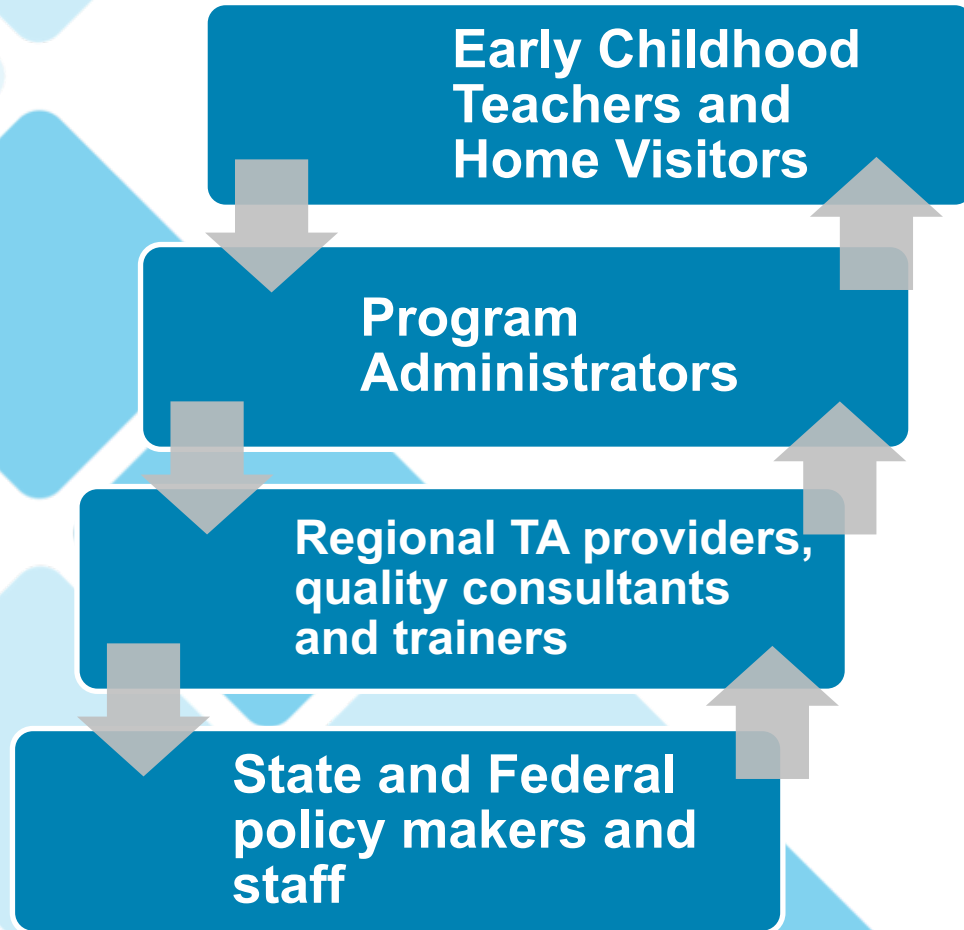 Early Childhood
Teachers and
Home Visitors
Program
Administrators
Regional TA providers,
quality consultants
and trainers
State and Federal
policy makers and
staff